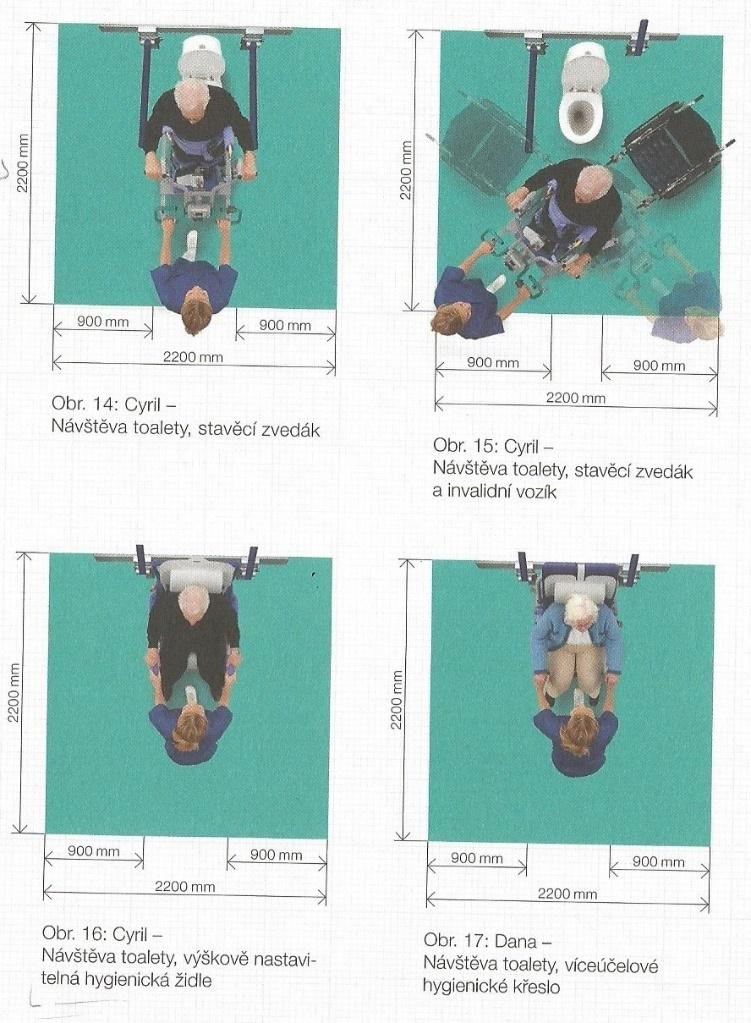 2200 mm
900 mm
900 mm
2200 mm
Obr. 14: Cyril –
Návštěva toalety, stavěcí zvedák
2200 mm
900 mm
900 mm
2200 mm
Obr. 15: Cyril –
Návštěva toalety, stavěcí zvedák
a invalidní vozík
2200 mm
900 mm
900 mm
2200 mm
Obr. 16: Cyril –
Návštěva toalety, výškově nastavi-
telná hygienická židle
2200 mm
900 mm
900 mm
2200 mm
Obr. 17: Dana –
Návštěva toalety, víceúčelové
hygienické křeslo